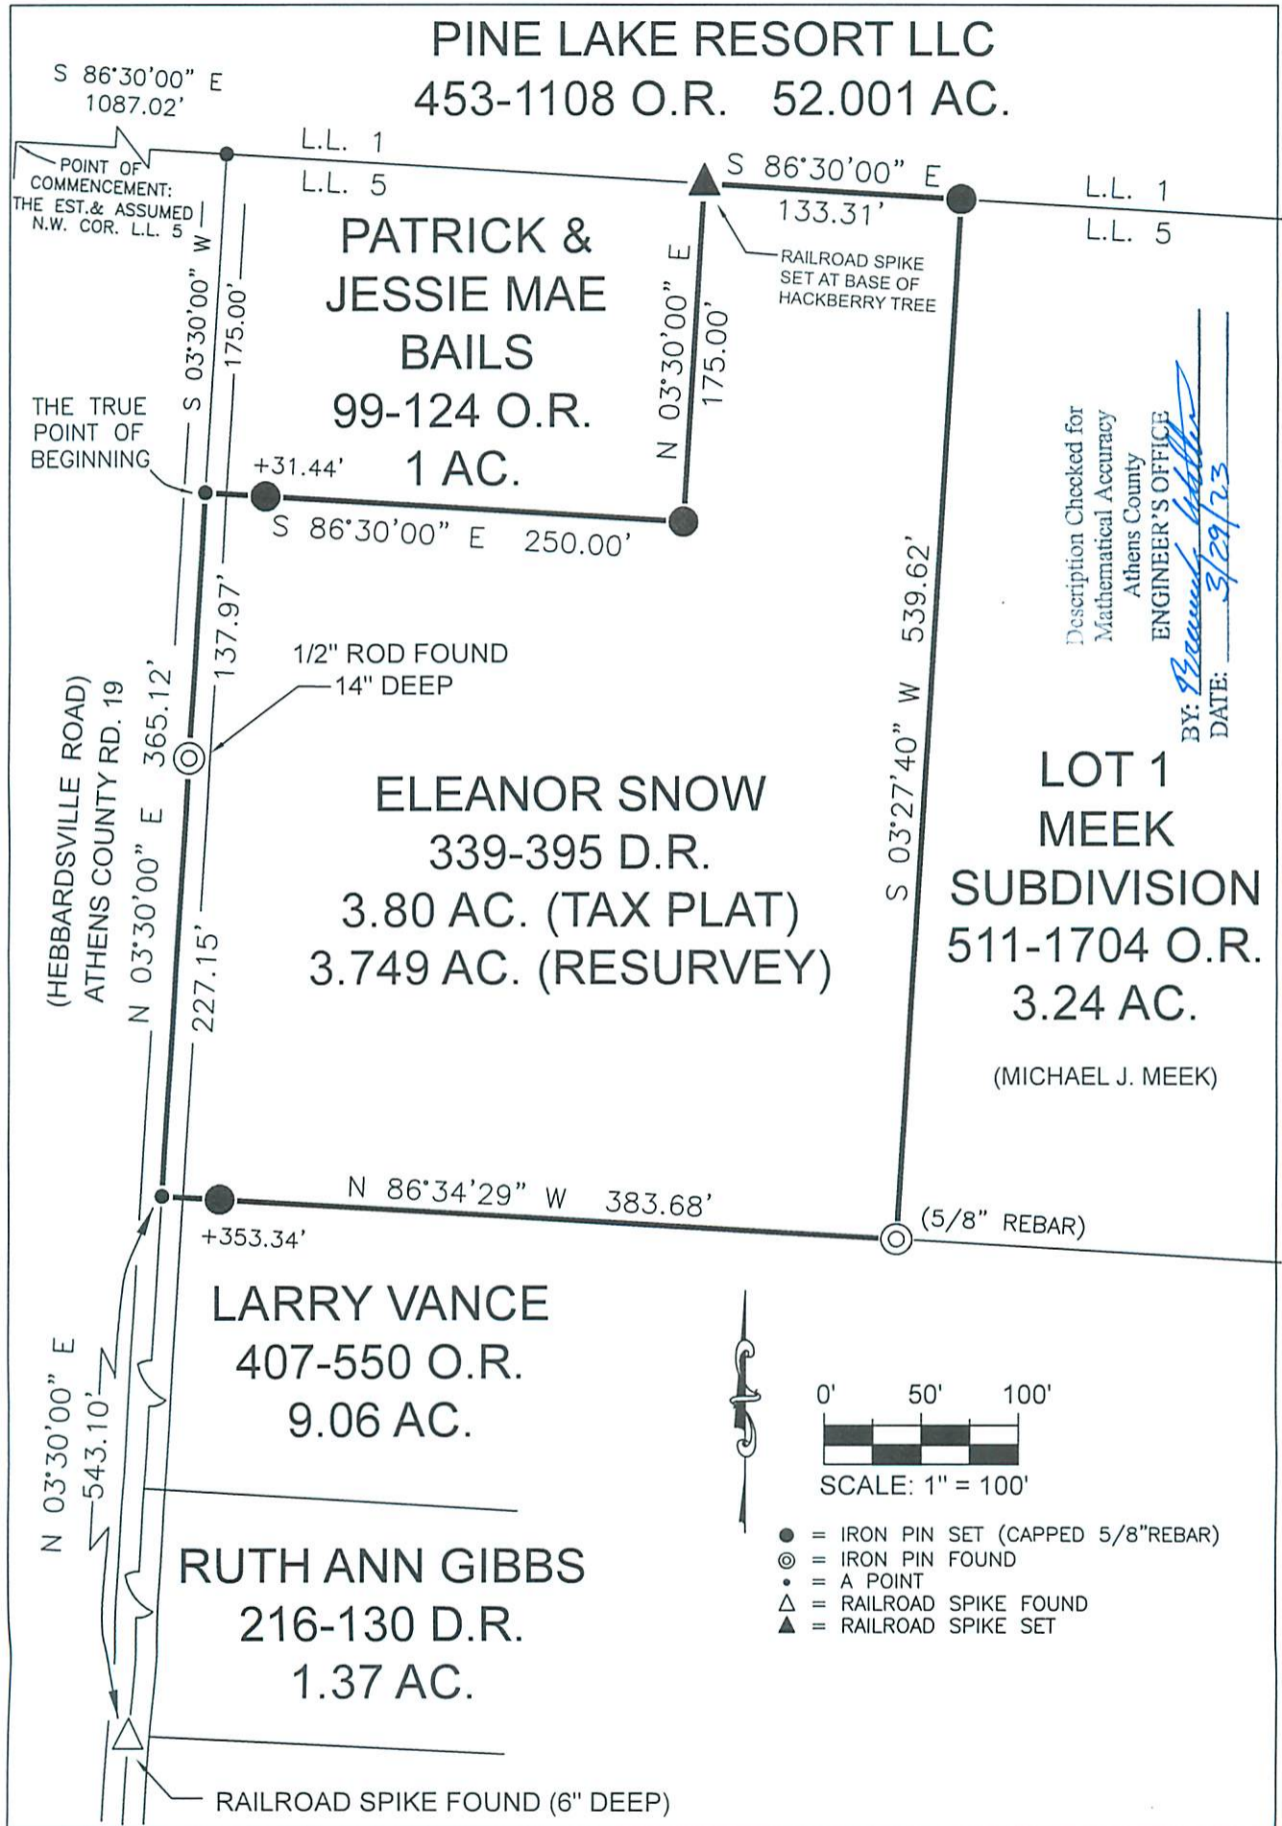 PINE LAKE RESORT LLC
453-1108 O.R. 52.001 AC.
S 86°30'00" E
1087.02'
POINT OF
COMMENCEMENT:
THE EST.& ASSUMED
N.W. COR. L.L. 5
L.L. 1
L.L. 5
S 86°30'00" E
133.31'
L.L. 1
L.L. 5
RAILROAD SPIKE
SET AT BASE OF
HACKBERRY TREE
S 03°30'00" W
175.00'
PATRICK &
JESSIE MAE
BAILS
99-124 O.R.
1 AC.
N 03°30'00" E
175.00'
THE TRUE
POINT OF
BEGINNING
+31.44'
S 86°30'00" E 250.00'
137.97'
1/2" ROD FOUND
14" DEEP
(HEBBARDSVILLE ROAD)
ATHENS COUNTY RD. 19
N 03°30'00" E 365.12'
227.15'
ELEANOR SNOW
339-395 D.R.
3.80 AC. (TAX PLAT)
3.749 AC. (RESURVEY)
S 03°27'40" W 539.62'
Description Checked for
Mathematical Accuracy
Athens County
ENGINEER'S OFFICE
BY:
DATE: 3/29/23
LOT 1
MEEK
SUBDIVISION
511-1704 O.R.
3.24 AC.
(MICHAEL J. MEEK)
N 86°34'29" W 383.68'
+353.34'
(5/8" REBAR)
LARRY VANCE
407-550 O.R.
9.06 AC.
N 03°30'00" E
543.10'
RUTH ANN GIBBS
216-130 D.R.
1.37 AC.
RAILROAD SPIKE FOUND (6" DEEP)
0' 50' 100'
SCALE: 1" = 100'
● = IRON PIN SET (CAPPED 5/8"REBAR)
◎ = IRON PIN FOUND
• = A POINT
△ = RAILROAD SPIKE FOUND
▲ = RAILROAD SPIKE SET